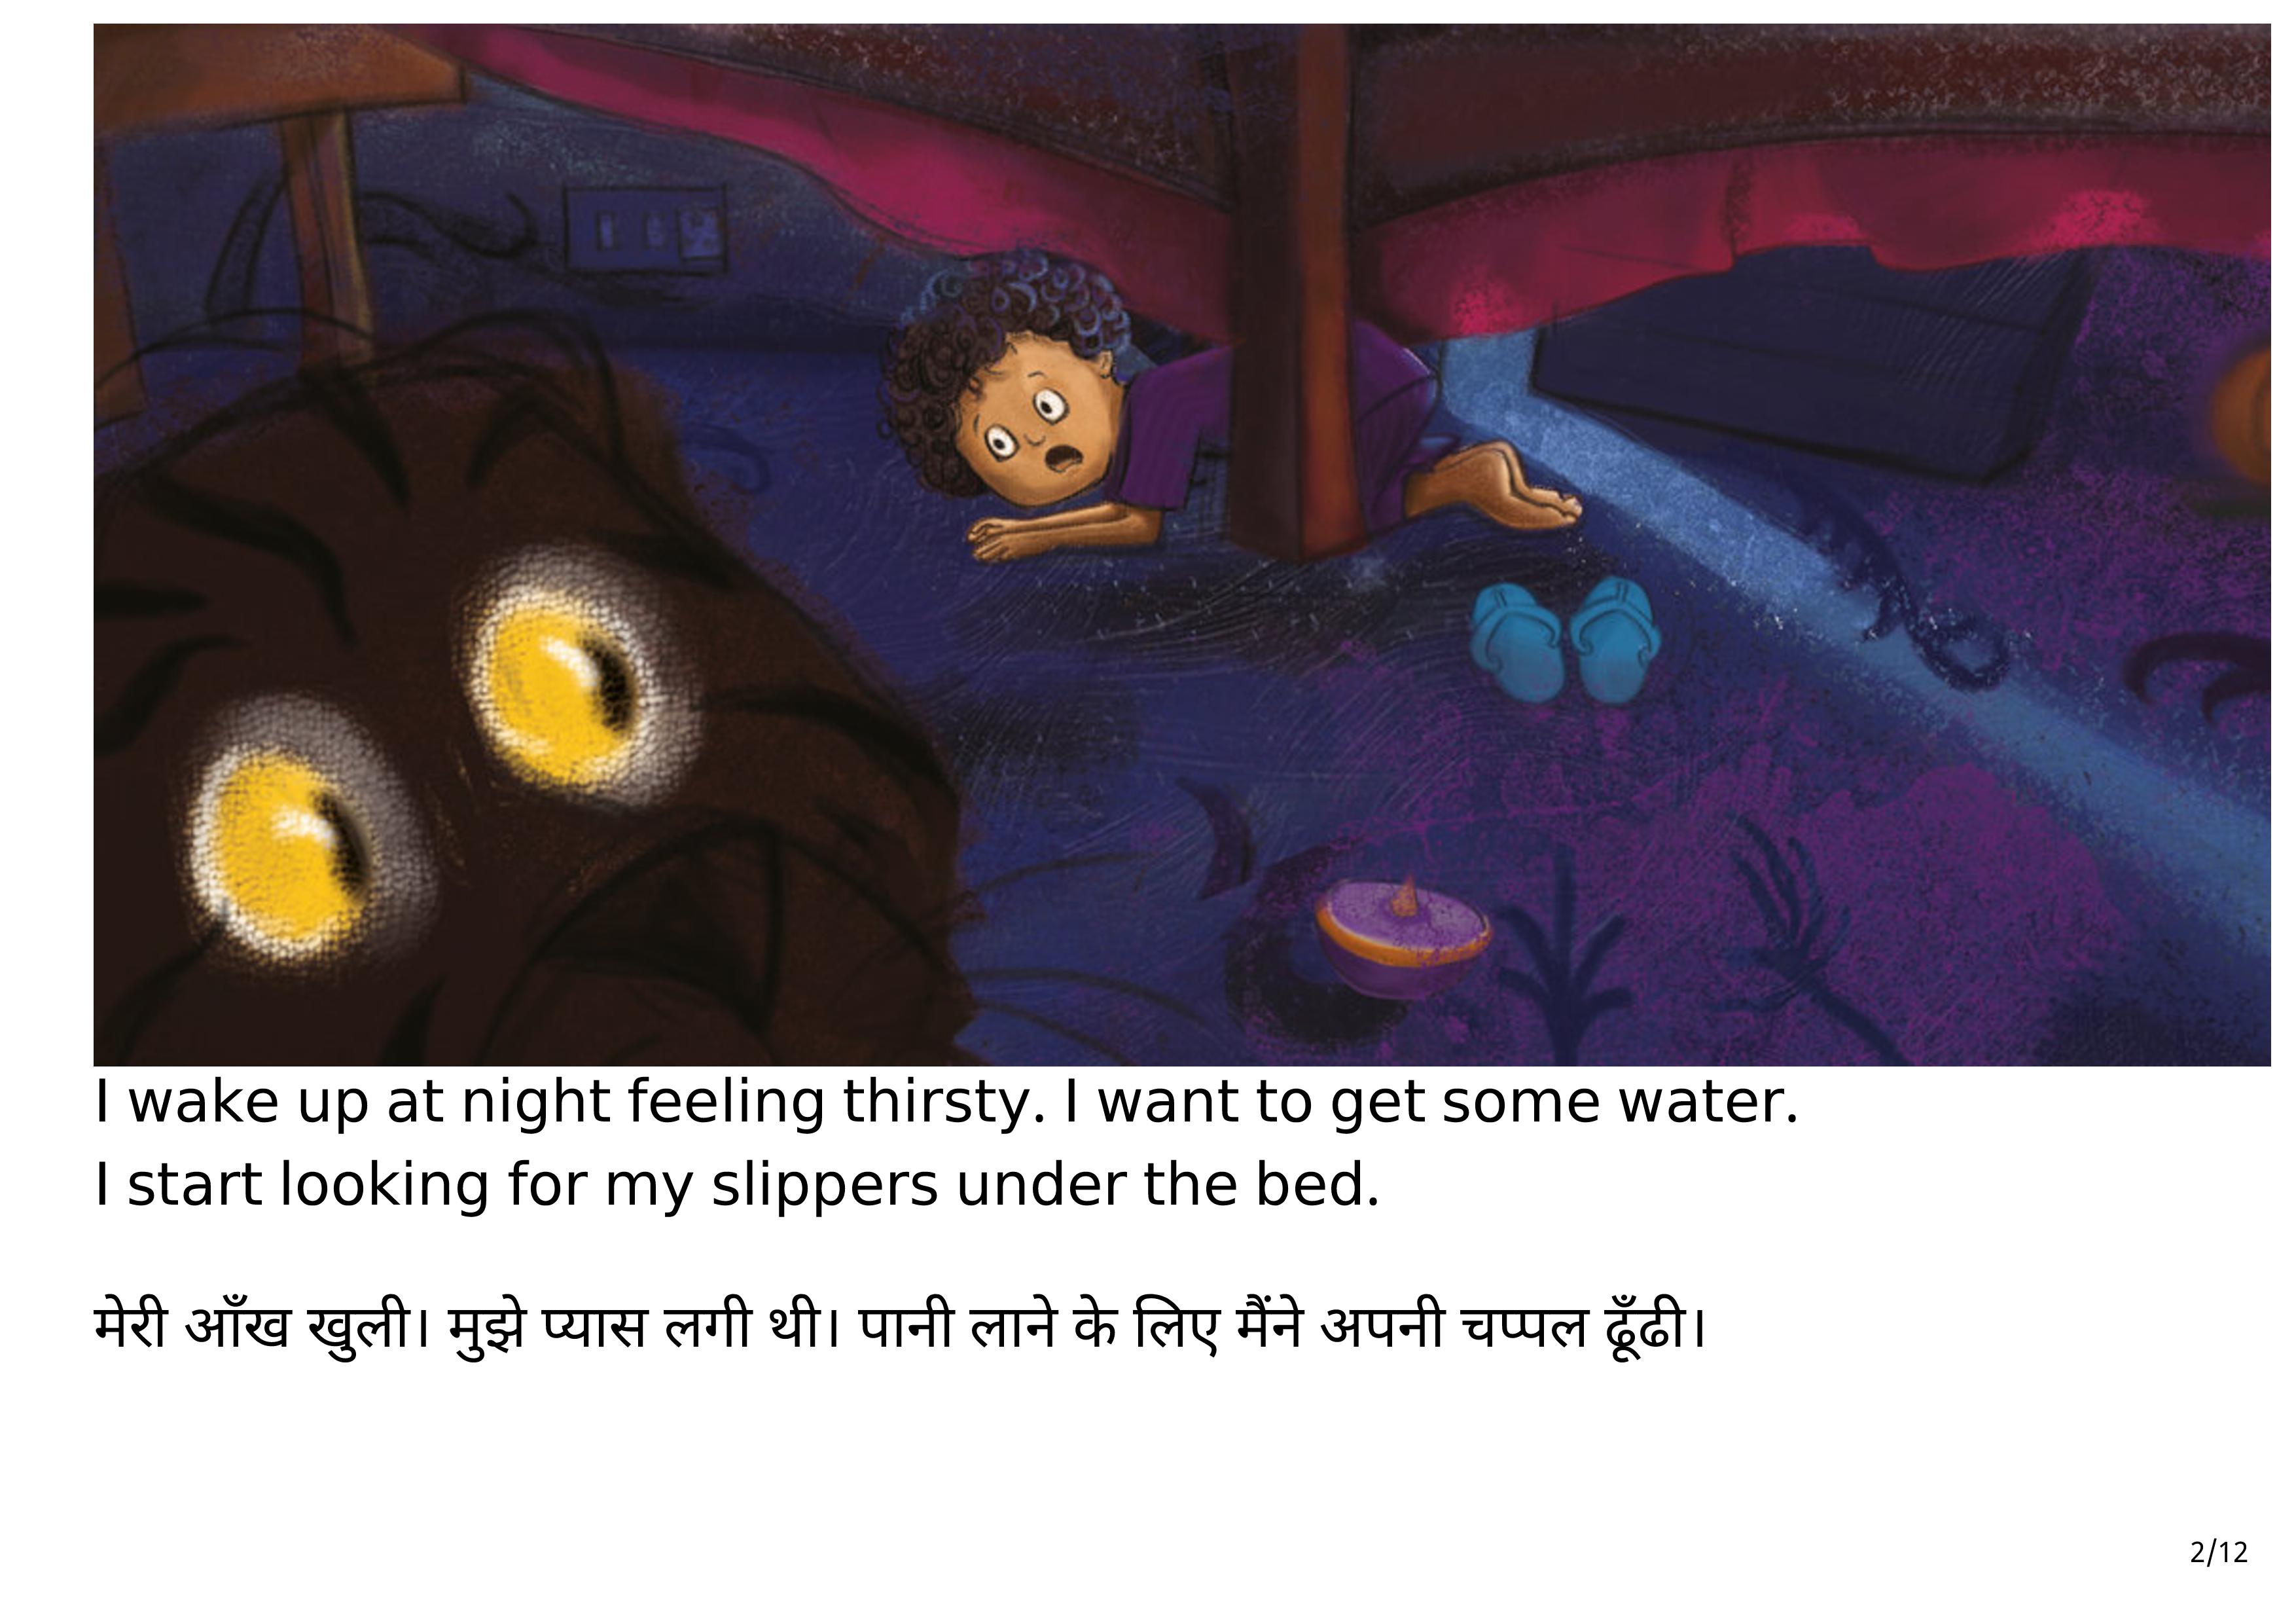 I wake up at night feeling thirsty. I want to get some water.
I start looking for my slippers under the bed.
मेरी आँख खुली। मुझे प्यास लगी थी। पानी लाने के लिए मैंने अपनी चप्पल ढूँढी।
2/12